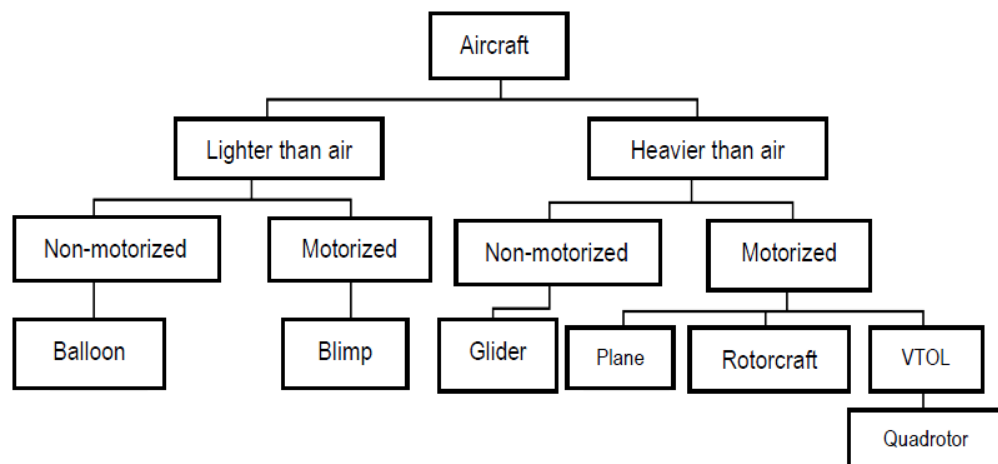 Aircraft
Lighter than air
Heavier than air
Non-motorized
Motorized
Non-motorized
Motorized
Balloon
Blimp
Glider
Plane
Rotorcraft
VTOL
Quadrotor